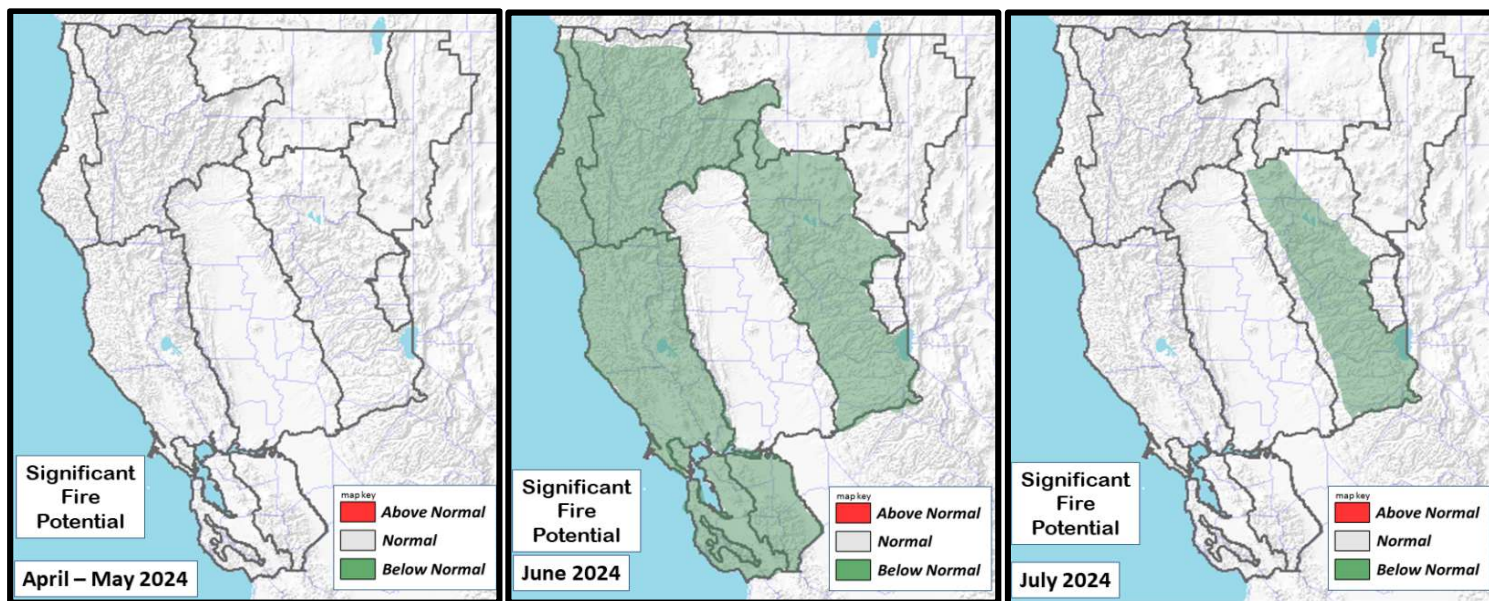 Significant
Fire
Potential
April – May 2024
map key
Above Normal
Normal
Below Normal
Significant
Fire
Potential
June 2024
map key
Above Normal
Normal
Below Normal
Significant
Fire
Potential
July 2024
map key
Above Normal
Normal
Below Normal